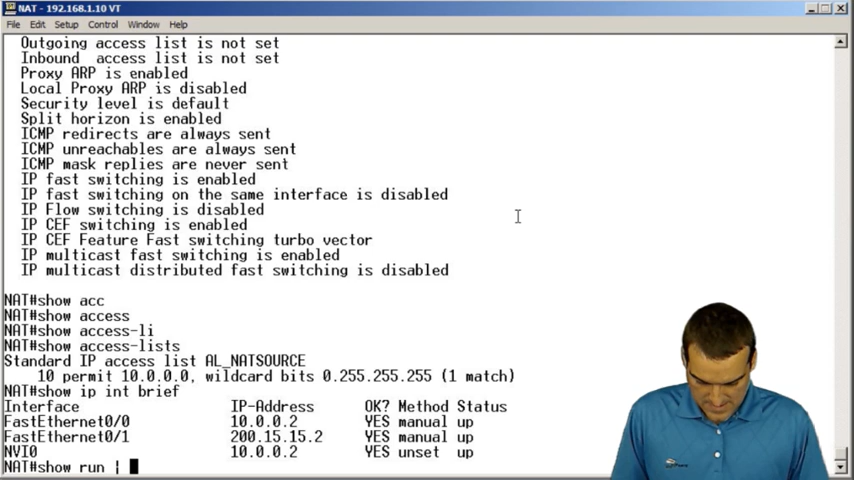 NAT - 192.168.1.10 VT
File Edit Setup Control Window Help
Outgoing access list is not set
Inbound  access list is not set
Proxy ARP is enabled
Local Proxy ARP is disabled
Security level is default
Split horizon is enabled
ICMP redirects are always sent
ICMP unreachables are always sent
ICMP mask replies are never sent
IP fast switching is enabled
IP fast switching on the same interface is disabled
IP Flow switching is disabled
IP CEF switching is enabled
IP CEF Feature Fast switching turbo vector
IP multicast fast switching is enabled
IP multicast distributed fast switching is disabled
NAT#show acc
NAT#show access
NAT#show access-li
NAT#show access-lists
Standard IP access list AL_NATSOURCE
10 permit 10.0.0.0, wildcard bits 0.255.255.255 (1 match)
NAT#show ip int brief
Interface IP-Address OK? Method Status
FastEthernet0/0 10.0.0.2 YES manual up
FastEthernet0/1 200.15.15.2 YES manual up
NVI0 10.0.0.2 YES unset up
NAT#show run |